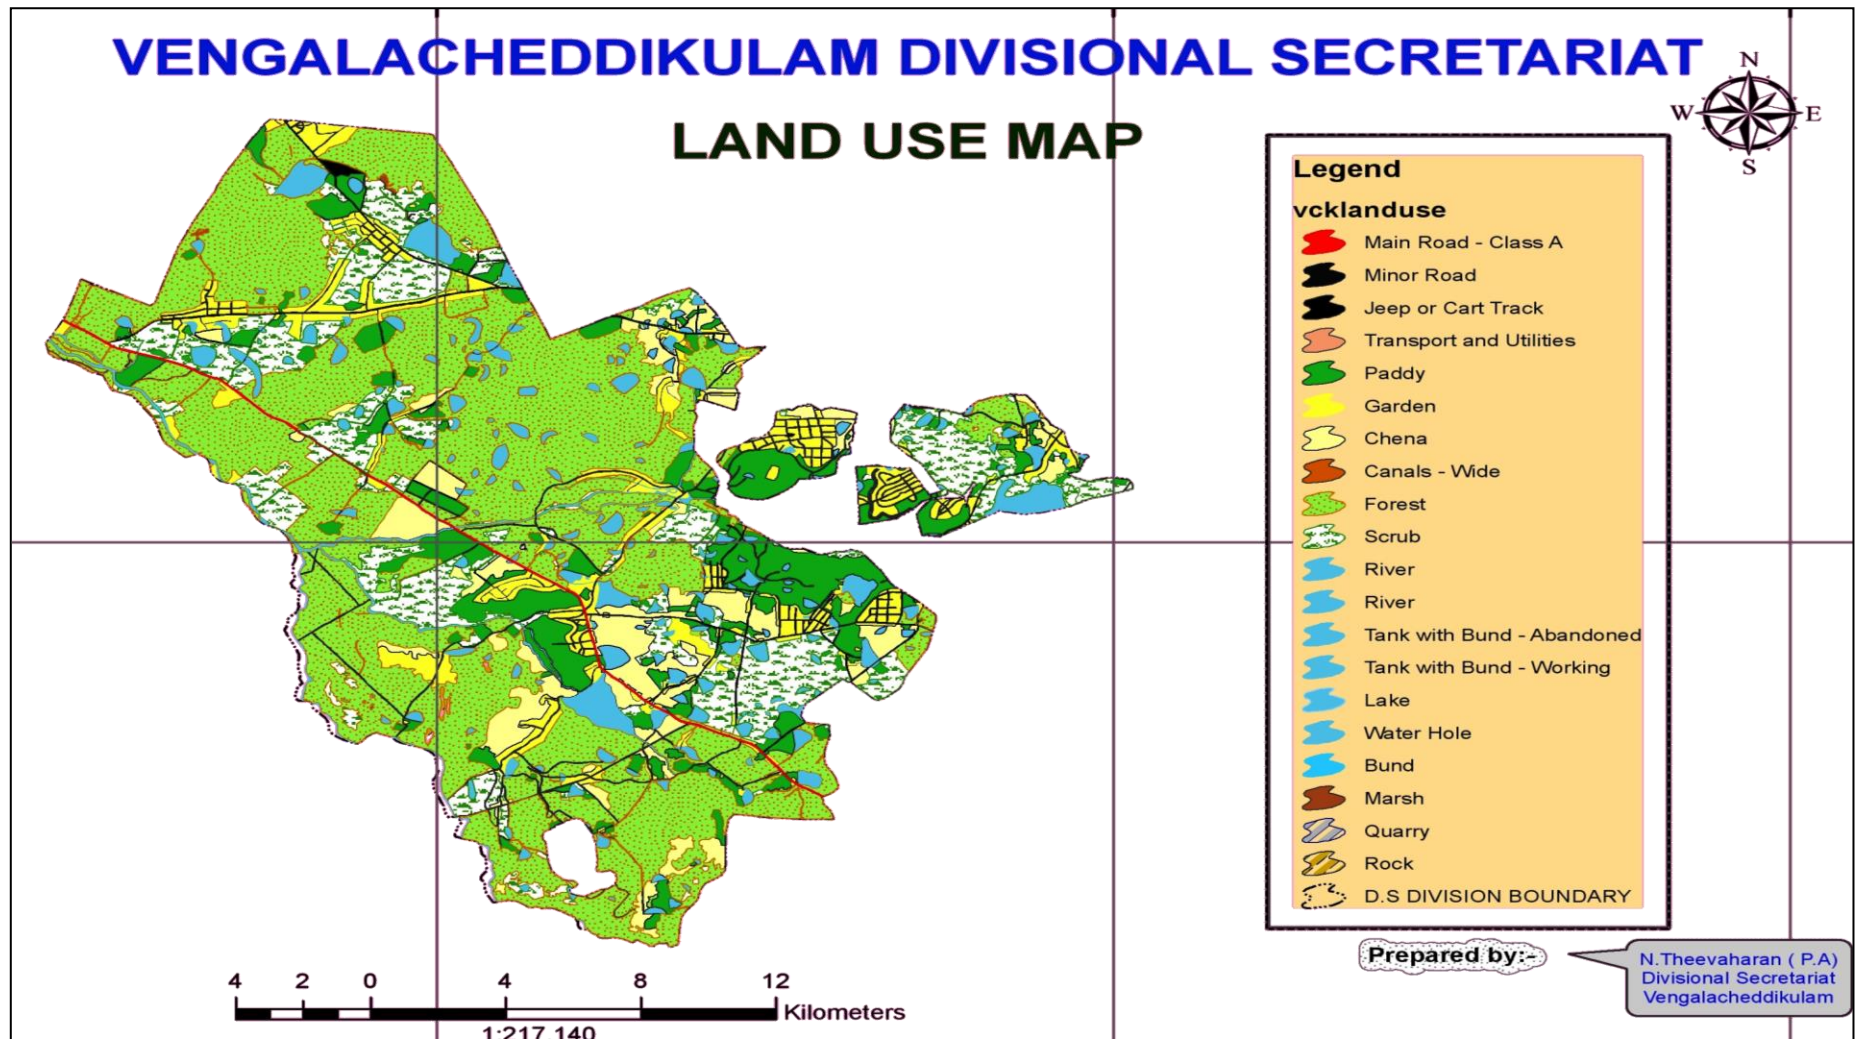 VENGALACHEDDIKULAM DIVISIONAL SECRETARIAT
LAND USE MAP
N
W E
S
Legend
vcklanduse
Main Road - Class A
Minor Road
Jeep or Cart Track
Transport and Utilities
Paddy
Garden
Chena
Canals - Wide
Forest
Scrub
River
River
Tank with Bund - Abandoned
Tank with Bund - Working
Lake
Water Hole
Bund
Marsh
Quarry
Rock
D.S DIVISION BOUNDARY
Prepared by:-
N.Theevaharan ( P.A)
Divisional Secretariat
Vengalacheddikulam
4 2 0 4 8 12
Kilometers
1:217,140